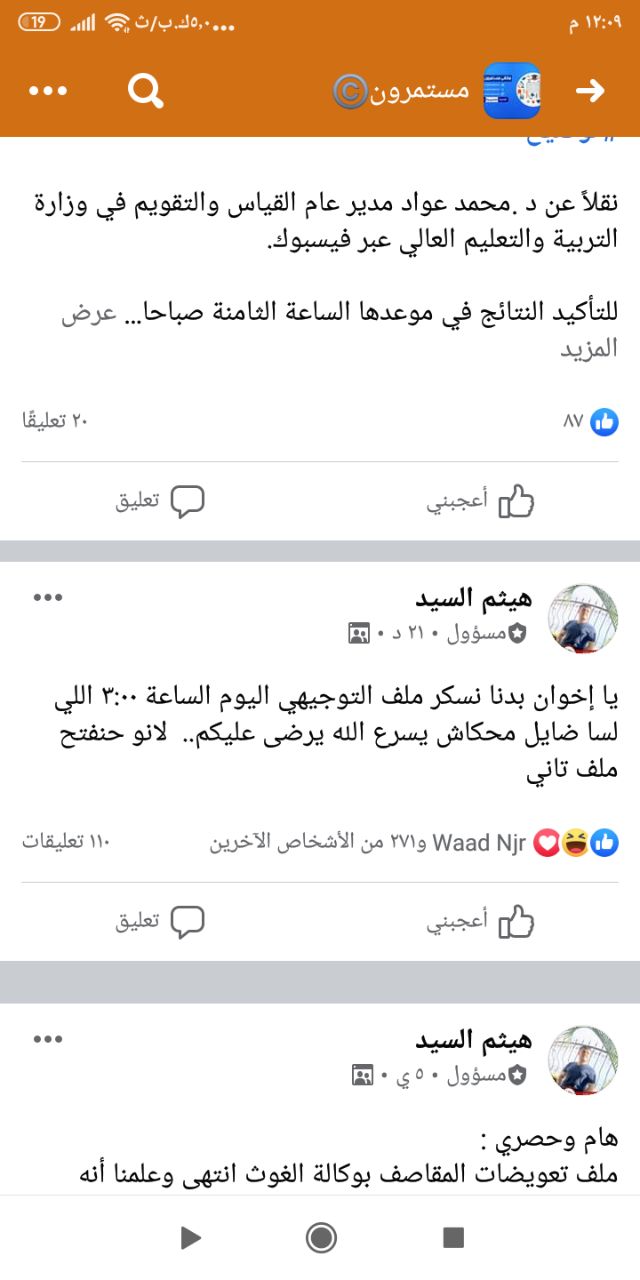 ١٢:٠٩ م
...٥,٠ك.ب/ث
19
مستمرون©
نقلاً عن د .محمد عواد مدير عام القياس والتقويم في وزارة
التربية والتعليم العالي عبر فيسبوك.
للتأكيد النتائج في موعدها الساعة الثامنة صباحا... عرض
المزيد
٨٧
٢٠ تعليقًا
أعجبني
تعليق
هيثم السيد
مسؤول • ٢١ د •
يا إخوان بدنا نسكر ملف التوجيهي اليوم الساعة ٣:٠٠ اللي
لسا ضايل محكاش يسرع الله يرضى عليكم.. لانو حنفتح
ملف تاني
Waad Njr و٢٧١ من الأشخاص الآخرين
١١٠ تعليقات
أعجبني
تعليق
هيثم السيد
مسؤول • ٥ ي •
هام وحصري :
ملف تعويضات المقاصف بوكالة الغوث انتهى وعلمنا أنه